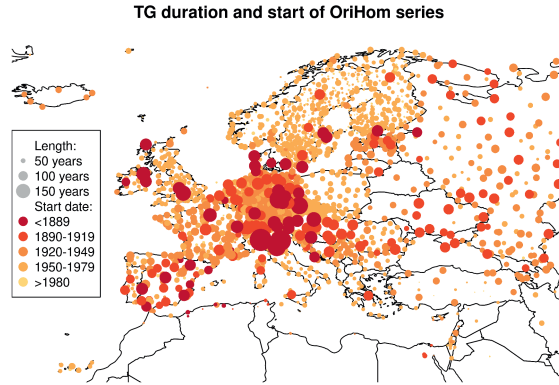 TG duration and start of OriHom series
Length:
50 years
100 years
150 years
Start date:
<1889
1890-1919
1920-1949
1950-1979
>1980